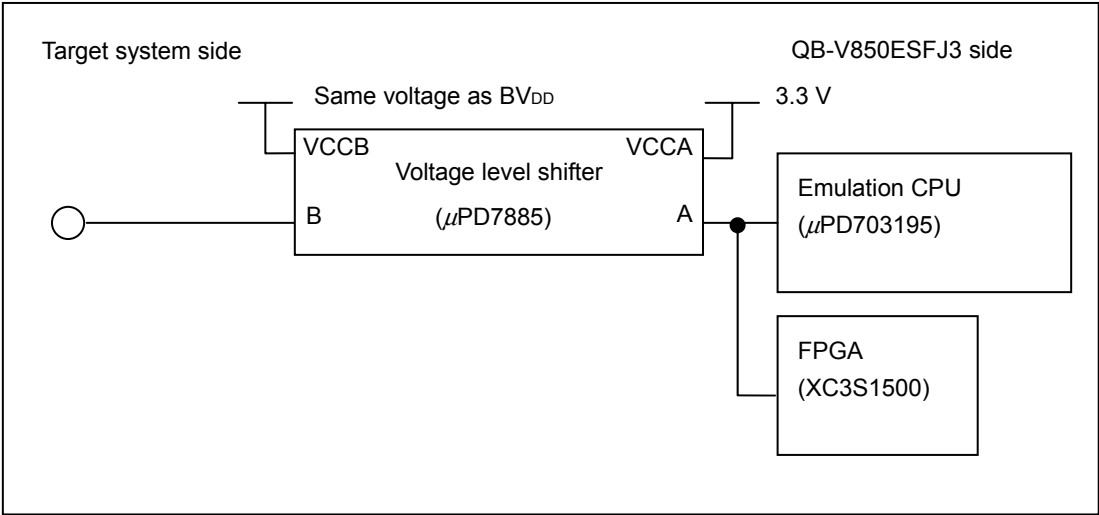 Target system side
QB-V850ESFJ3 side
Same voltage as BVDD
3.3 V
VCCB
VCCA
Voltage level shifter
(μPD7885)
B
A
Emulation CPU
(μPD703195)
FPGA
(XC3S1500)